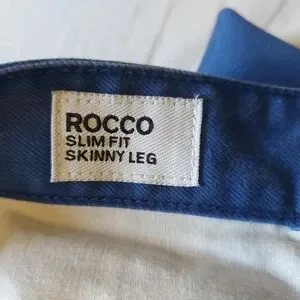 ROCCO
SLIM FIT
SKINNY LEG